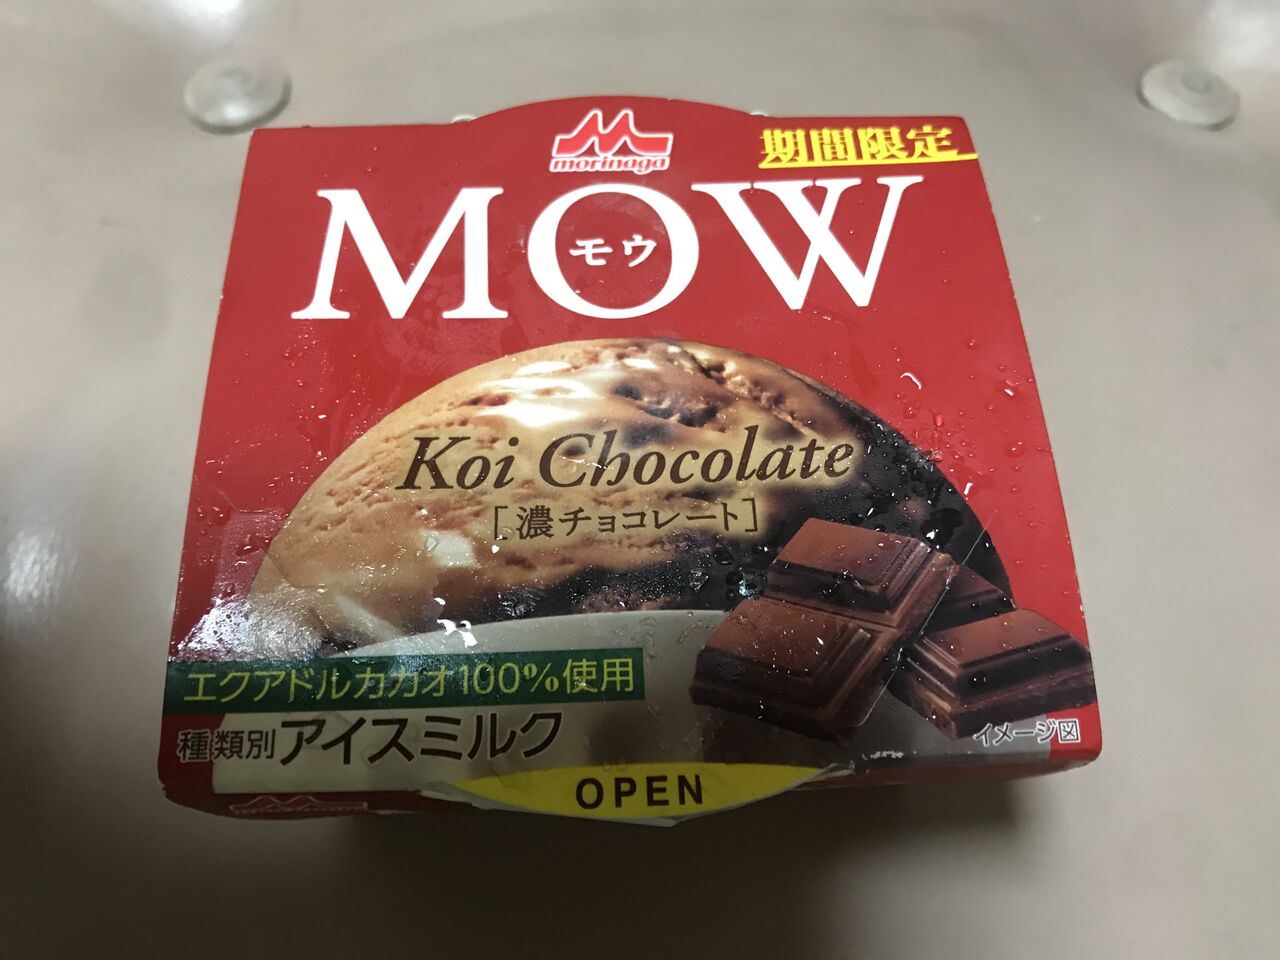 morinaga
期間限定
MOW
モウ
Koi Chocolate
[濃チョコレート]
エクアドルカカオ100%使用
種類別アイスミルク
イメージ図
OPEN